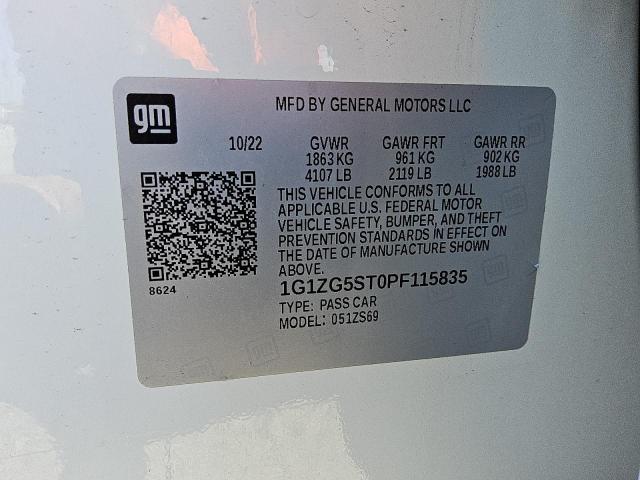 gm
MFD BY GENERAL MOTORS LLC
10/22 GVWR GAWR FRT GAWR RR
1863 KG 961 KG 902 KG
4107 LB 2119 LB 1988 LB
THIS VEHICLE CONFORMS TO ALL
APPLICABLE U.S. FEDERAL MOTOR
VEHICLE SAFETY, BUMPER, AND THEFT
PREVENTION STANDARDS IN EFFECT ON
THE DATE OF MANUFACTURE SHOWN
ABOVE.
8624
1G1ZG5ST0PF115835
TYPE: PASS CAR
MODEL: 051ZS69